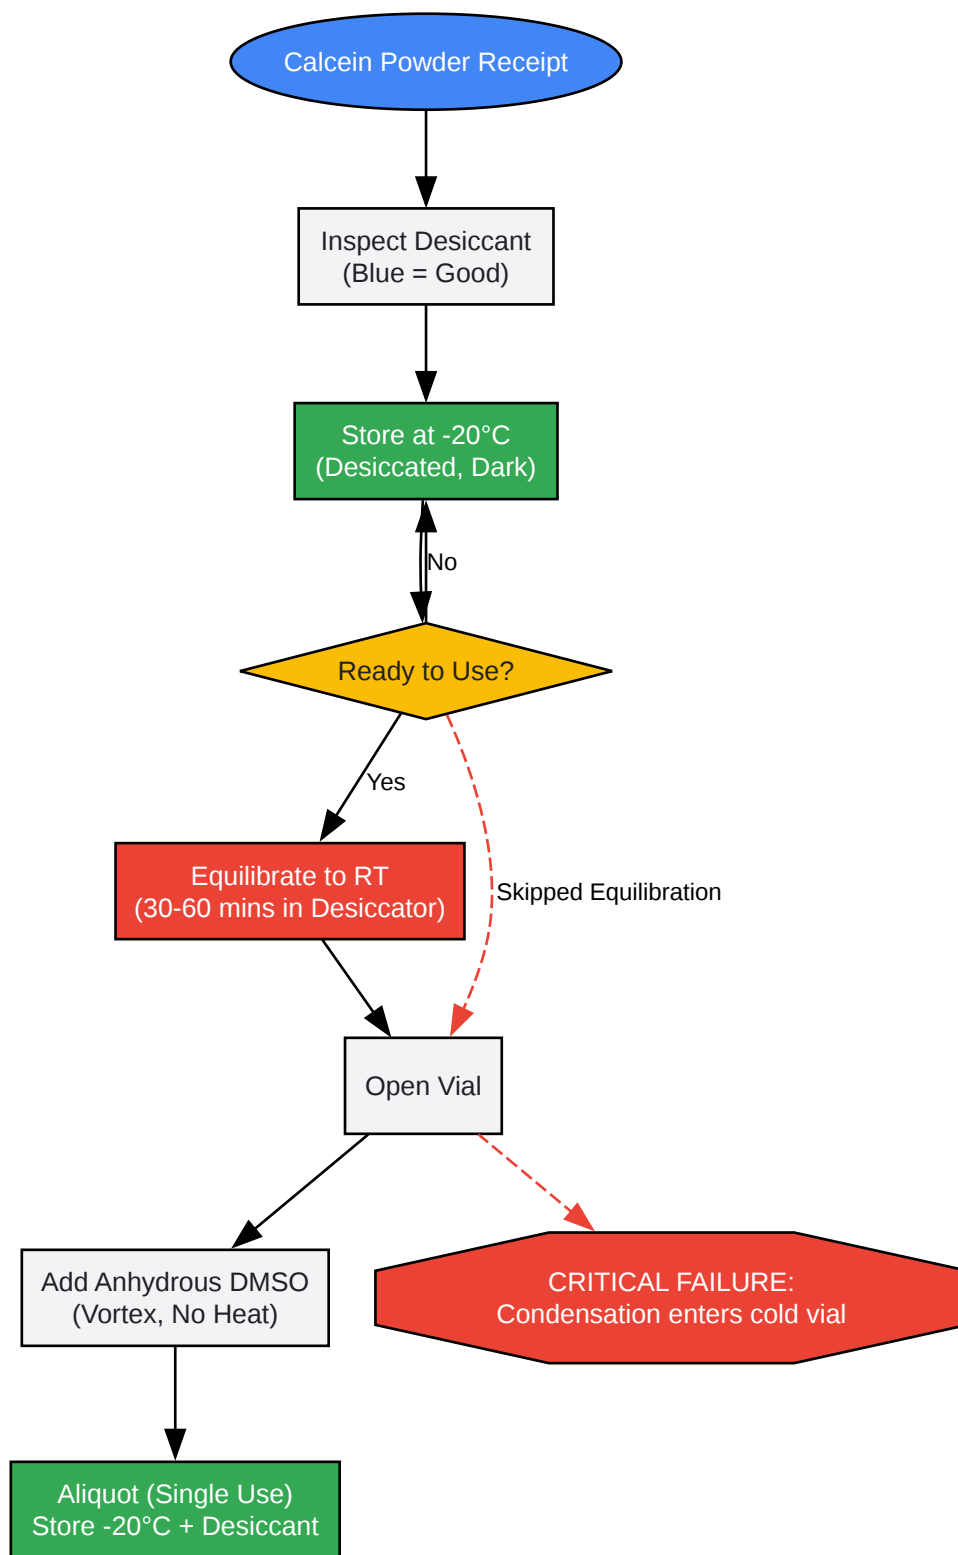 Calcein Powder Receipt
Inspect Desiccant
(Blue = Good)
Store at -20°C
(Desiccated, Dark)
No
Ready to Use?
Yes
Equilibrate to RT
(30-60 mins in Desiccator)
Skipped Equilibration
Open Vial
Add Anhydrous DMSO
(Vortex, No Heat)
CRITICAL FAILURE:
Condensation enters cold vial
Aliquot (Single Use)
Store -20°C + Desiccant